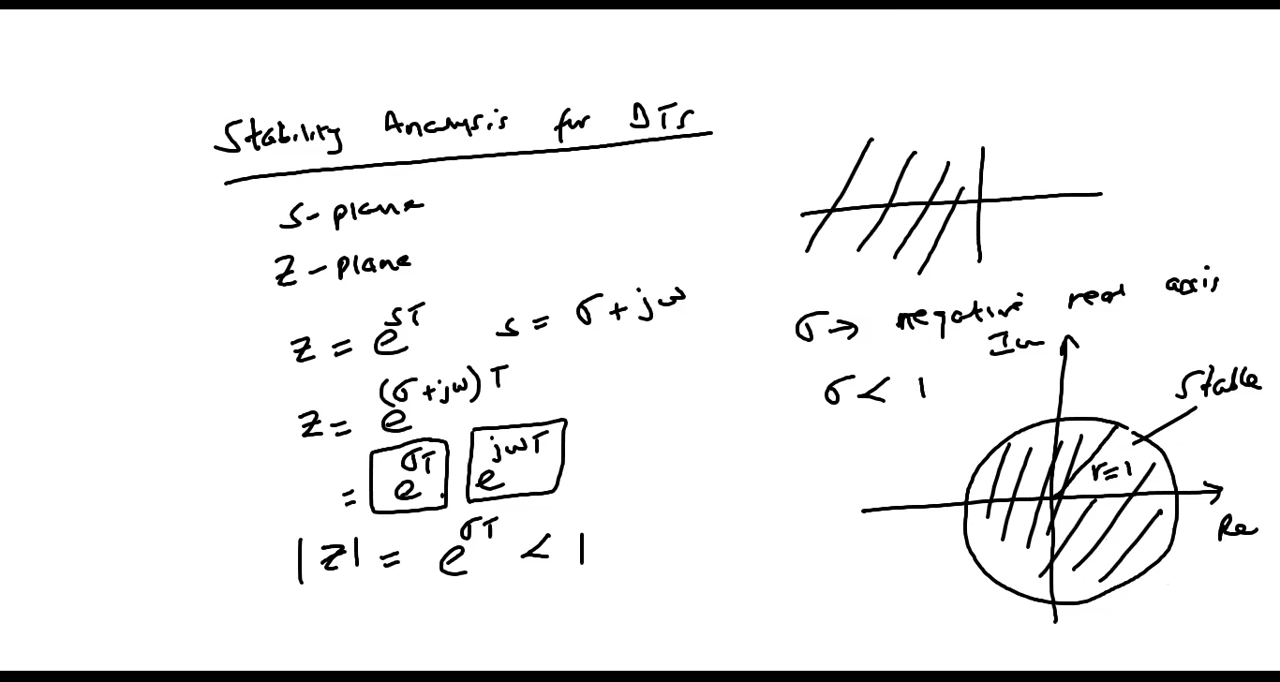 Stability Analysis for DTS
s-plane
z-plane
z = e^{sT} s = σ + jω
z = e^{(σ+jω)T}
= e^{σT} . e^{jωT}
|z| = e^{σT} < 1
σ → negative real axis
σ < 1
Im
Stable
r=1
Re